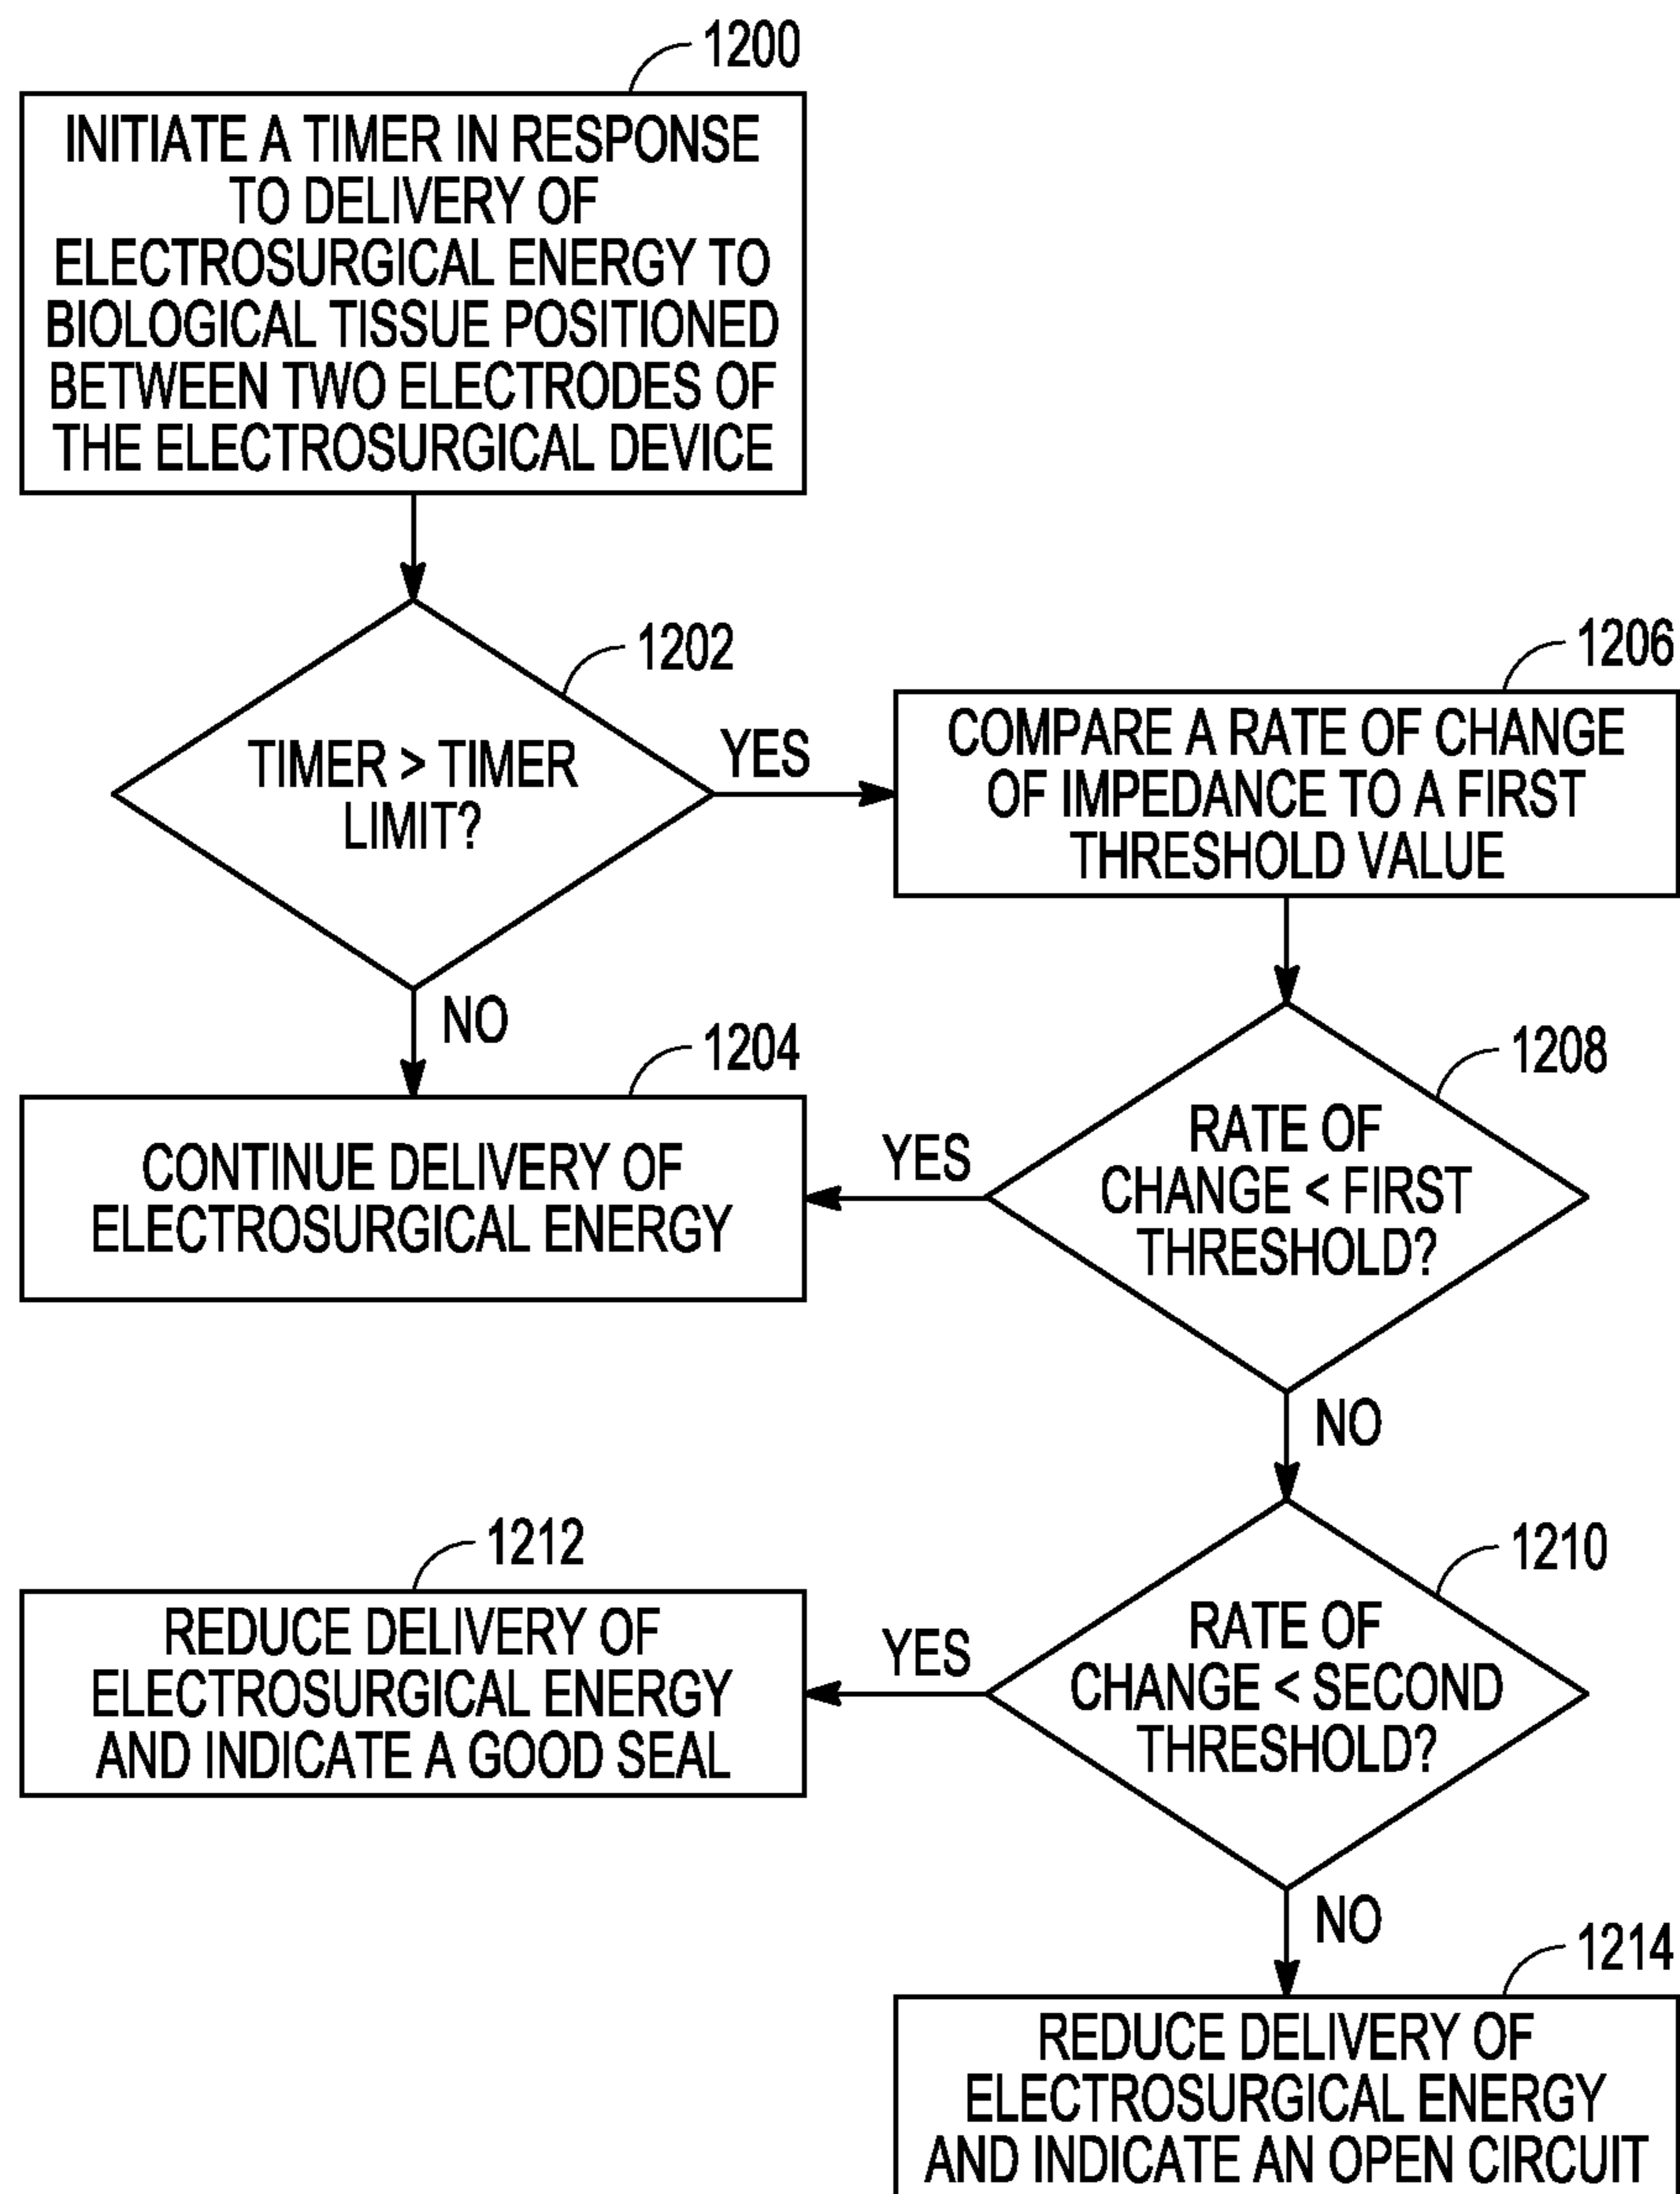 1200
INITIATE A TIMER IN RESPONSE
TO DELIVERY OF
ELECTROSURGICAL ENERGY TO
BIOLOGICAL TISSUE POSITIONED
BETWEEN TWO ELECTRODES OF
THE ELECTROSURGICAL DEVICE
1202
TIMER > TIMER
LIMIT?
YES
NO
1206
COMPARE A RATE OF CHANGE
OF IMPEDANCE TO A FIRST
THRESHOLD VALUE
1204
CONTINUE DELIVERY OF
ELECTROSURGICAL ENERGY
1208
RATE OF
CHANGE < FIRST
THRESHOLD?
YES
NO
1212
REDUCE DELIVERY OF
ELECTROSURGICAL ENERGY
AND INDICATE A GOOD SEAL
1210
RATE OF
CHANGE < SECOND
THRESHOLD?
YES
NO
1214
REDUCE DELIVERY OF
ELECTROSURGICAL ENERGY
AND INDICATE AN OPEN CIRCUIT